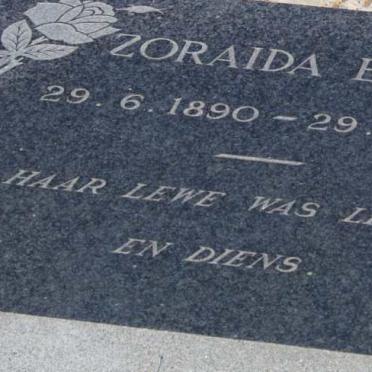 ZORAIDA
29.6.1890 - 29.
HAAR LEWE WAS
EN DIENS